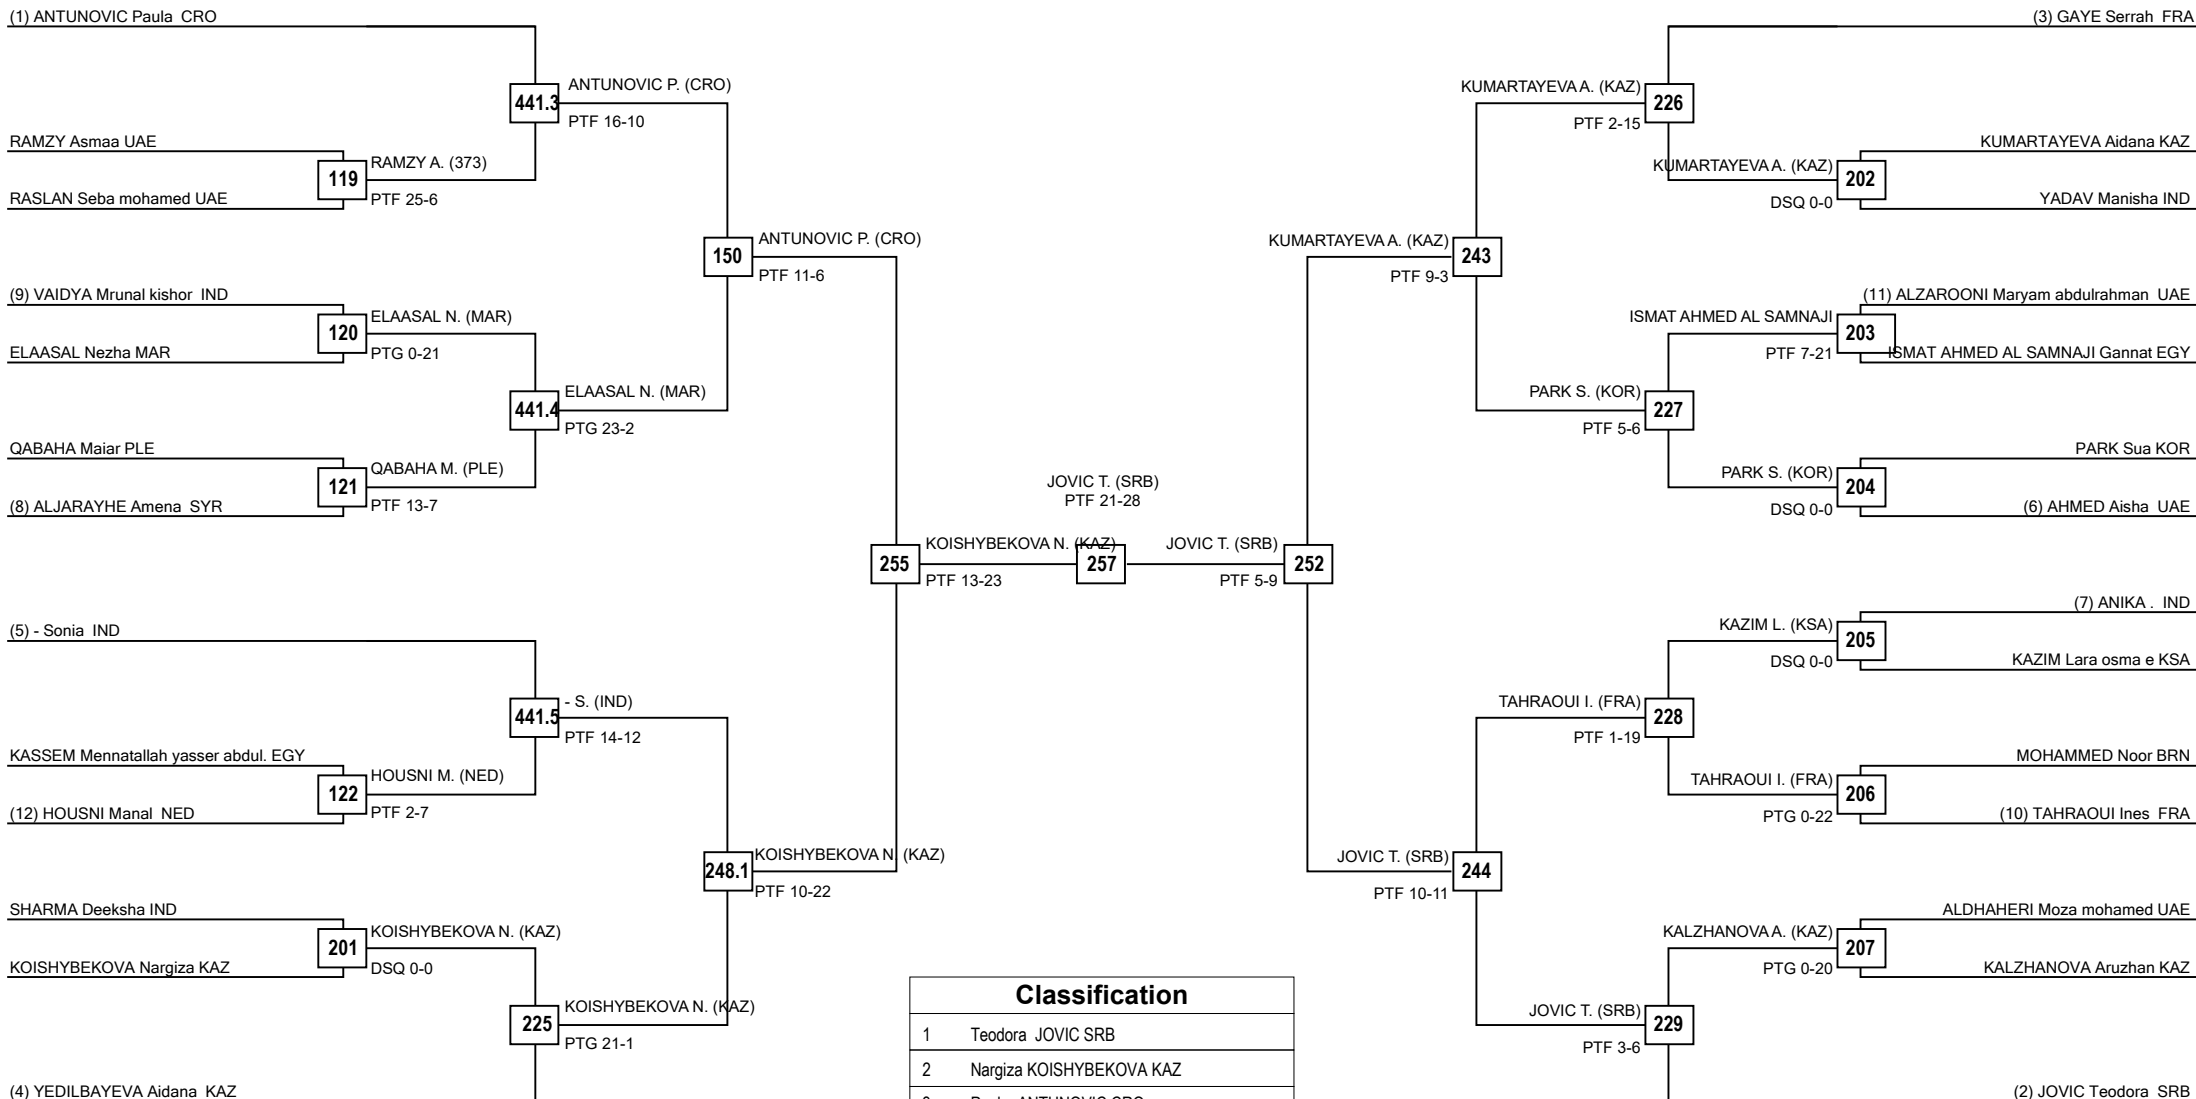 (1) ANTUNOVIC Paula CRO
RAMZY Asmaa UAE
RASLAN Seba mohamed UAE
(9) VAIDYA Mrunal kishor IND
ELAASAL Nezha MAR
QABAHA Maiar PLE
(8) ALJARAYHE Amena SYR
(5) - Sonia IND
KASSEM Mennatallah yasser abdul. EGY
(12) HOUSNI Manal NED
SHARMA Deeksha IND
KOISHYBEKOVA Nargiza KAZ
(4) YEDILBAYEVA Aidana KAZ
119
RAMZY A. (373)
PTF 25-6
120
ELAASAL N. (MAR)
PTG 0-21
121
QABAHA M. (PLE)
PTF 13-7
122
HOUSNI M. (NED)
PTF 2-7
201
KOISHYBEKOVA N. (KAZ)
DSQ 0-0
441.3
ANTUNOVIC P. (CRO)
PTF 16-10
441.4
ELAASAL N. (MAR)
PTG 23-2
441.5
- S. (IND)
PTF 14-12
225
KOISHYBEKOVA N. (KAZ)
PTG 21-1
150
ANTUNOVIC P. (CRO)
PTF 11-6
248.1
KOISHYBEKOVA N. (KAZ)
PTF 10-22
255
KOISHYBEKOVA N. (KAZ)
PTF 13-23
JOVIC T. (SRB)
PTF 21-28
257
JOVIC T. (SRB)
PTF 5-9
252
KUMARTAYEVA A. (KAZ)
PTF 9-3
243
JOVIC T. (SRB)
PTF 10-11
244
KUMARTAYEVA A. (KAZ)
PTF 2-15
226
PARK S. (KOR)
PTF 5-6
227
TAHRAOUI I. (FRA)
PTF 1-19
228
JOVIC T. (SRB)
PTF 3-6
229
KUMARTAYEVA A. (KAZ)
DSQ 0-0
202
ISMAT AHMED AL SAMNAJI
PTF 7-21
203
PARK S. (KOR)
DSQ 0-0
204
KAZIM L. (KSA)
DSQ 0-0
205
TAHRAOUI I. (FRA)
PTG 0-22
206
KALZHANOVA A. (KAZ)
PTG 0-20
207
(3) GAYE Serrah FRA
KUMARTAYEVA Aidana KAZ
YADAV Manisha IND
(11) ALZAROONI Maryam abdulrahman UAE
ISMAT AHMED AL SAMNAJI Gannat EGY
PARK Sua KOR
(6) AHMED Aisha UAE
(7) ANIKA . IND
KAZIM Lara osma e KSA
MOHAMMED Noor BRN
(10) TAHRAOUI Ines FRA
ALDHAHERI Moza mohamed UAE
KALZHANOVA Aruzhan KAZ
(2) JOVIC Teodora SRB
Classification
1 Teodora JOVIC SRB
2 Nargiza KOISHYBEKOVA KAZ